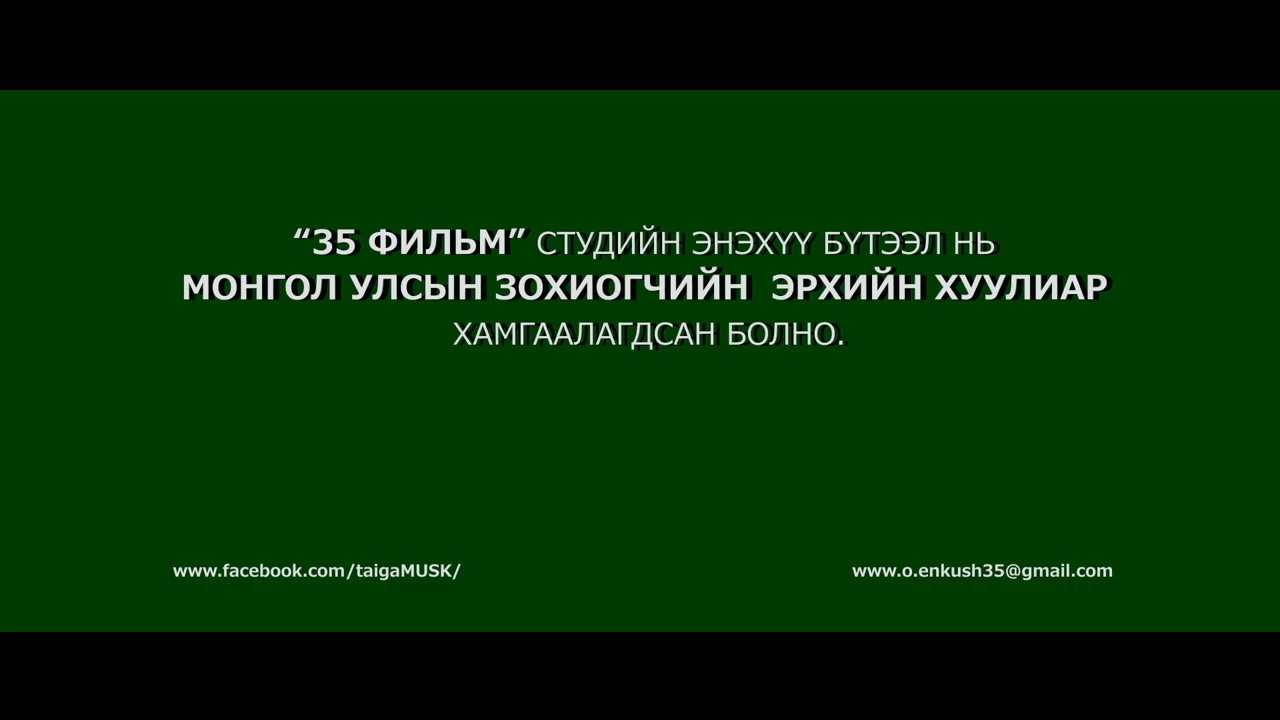 “35 ФИЛЬМ” СТУДИЙН ЭНЭХҮҮ БҮТЭЭЛ НЬ
МОНГОЛ УЛСЫН ЗОХИОГЧИЙН ЭРХИЙН ХУУЛИАР
ХАМГААЛАГДСАН БОЛНО.
www.facebook.com/taigaMUSK/
www.o.enkush35@gmail.com